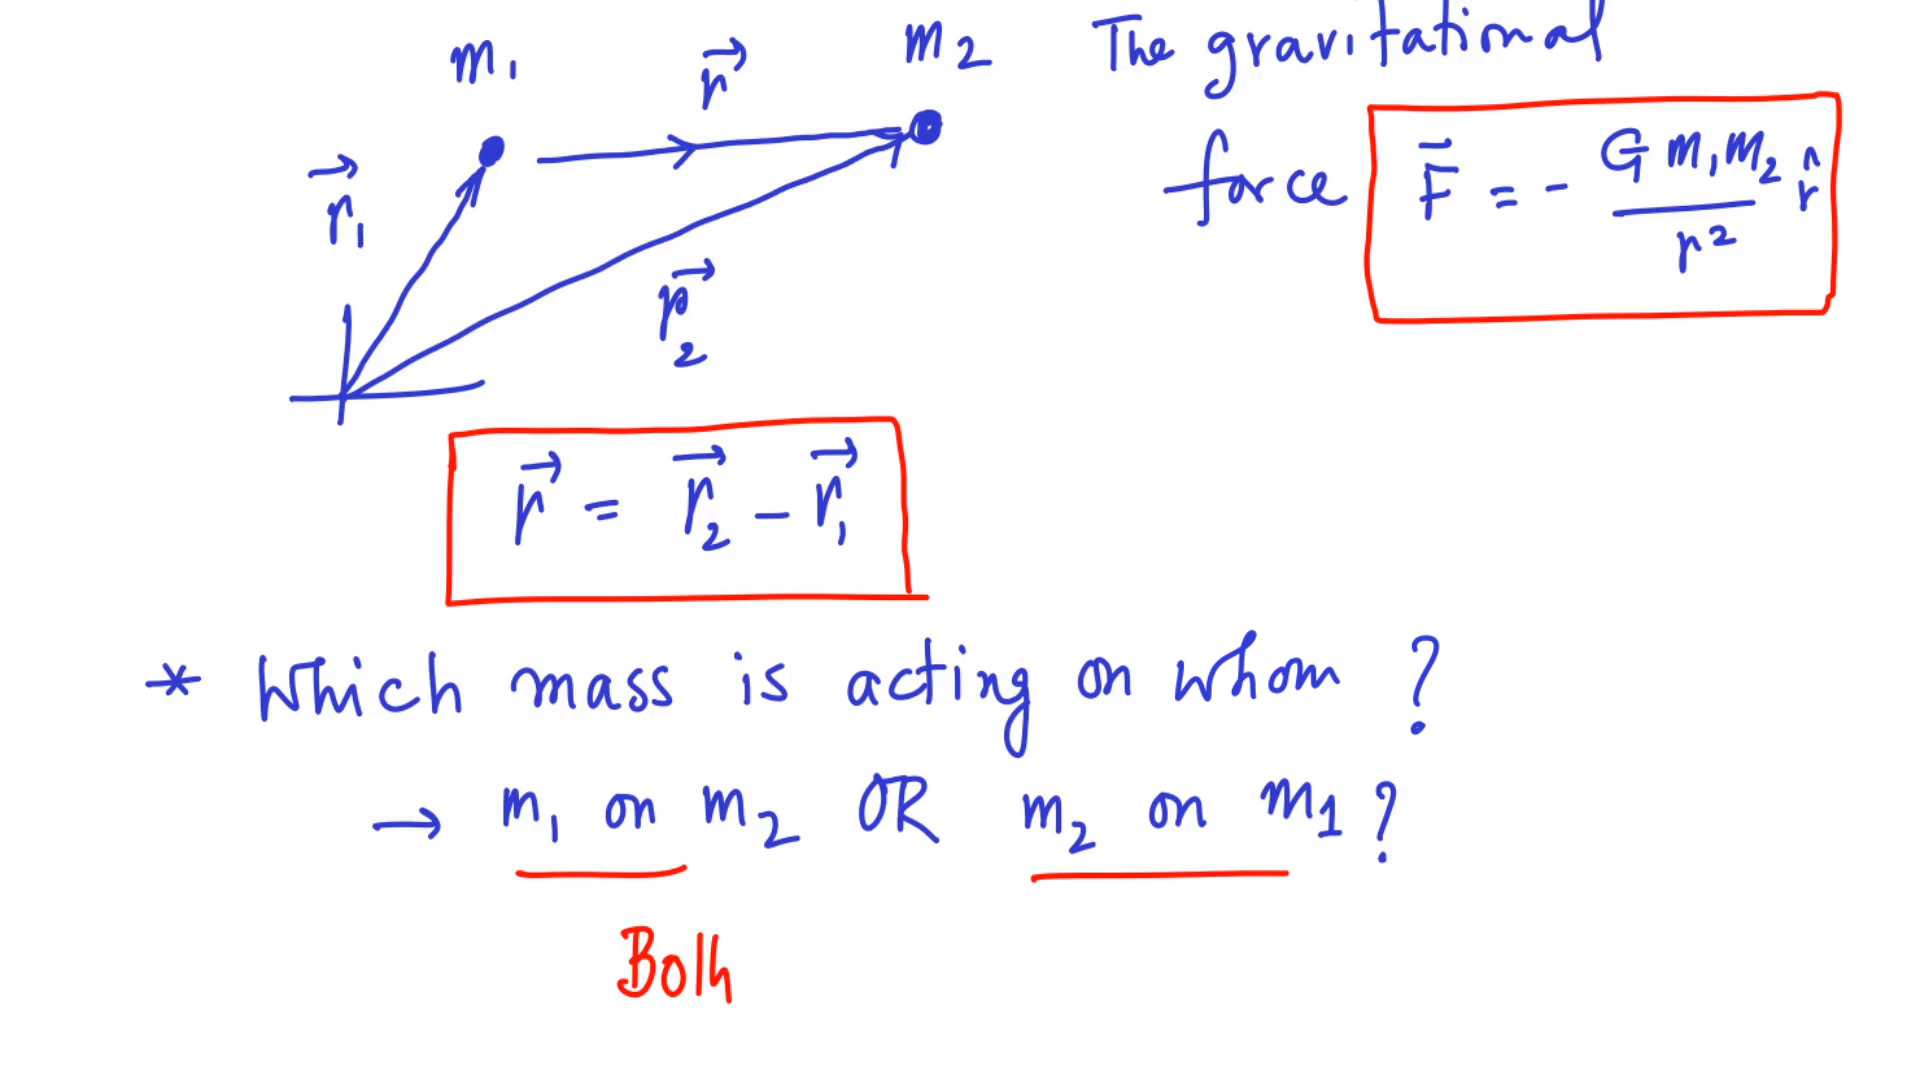 m₁
r⃗
m₂
The gravitational
r⃗₁
force F⃗ = - G m₁m₂ / r² r̂
r⃗₂
r⃗ = r⃗₂ - r⃗₁
* Which mass is acting on whom ?
→ m₁ on m₂ OR m₂ on m1 ?
Both